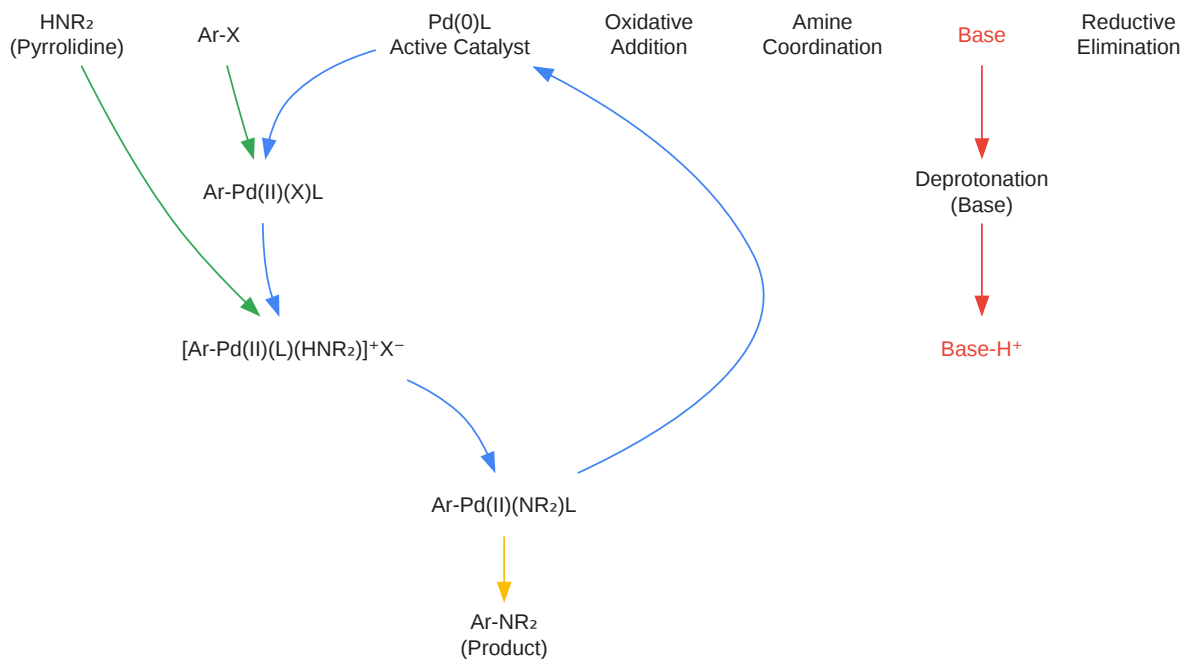 HNR₂
(Pyrrolidine)
Ar-X
Pd(0)L
Active Catalyst
Oxidative
Addition
Amine
Coordination
Base
Reductive
Elimination
Ar-Pd(II)(X)L
Deprotonation
(Base)
[Ar-Pd(II)(L)(HNR₂)]⁺X⁻
Base-H⁺
Ar-Pd(II)(NR₂)L
Ar-NR₂
(Product)